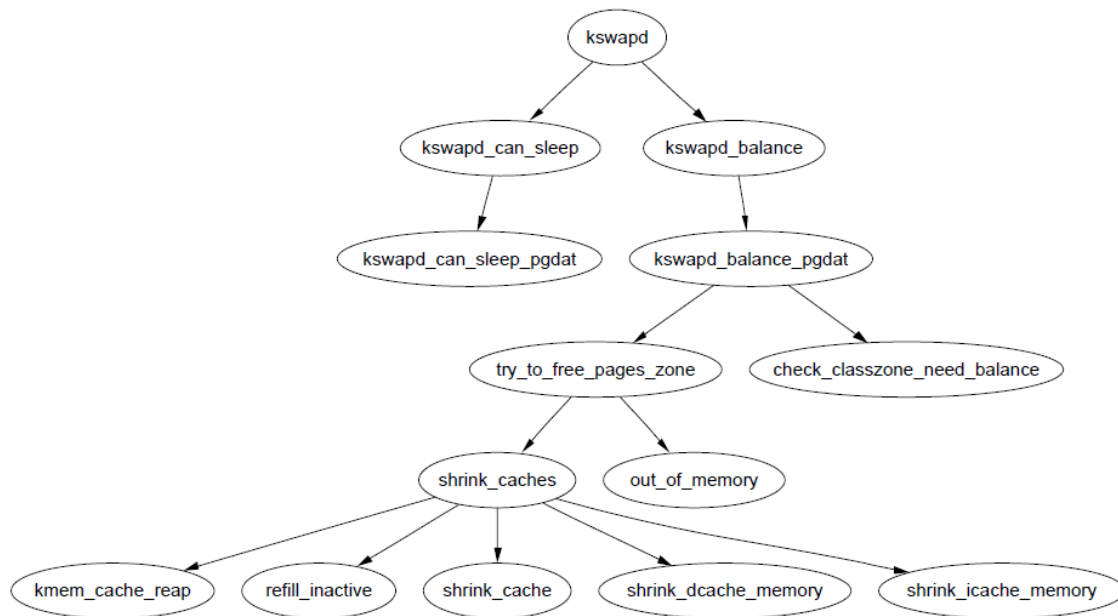 kswapd
kswapd_can_sleep
kswapd_balance
kswapd_can_sleep_pgdat
kswapd_balance_pgdat
try_to_free_pages_zone
check_classzone_need_balance
shrink_caches
out_of_memory
kmem_cache_reap
refill_inactive
shrink_cache
shrink_dcache_memory
shrink_icache_memory